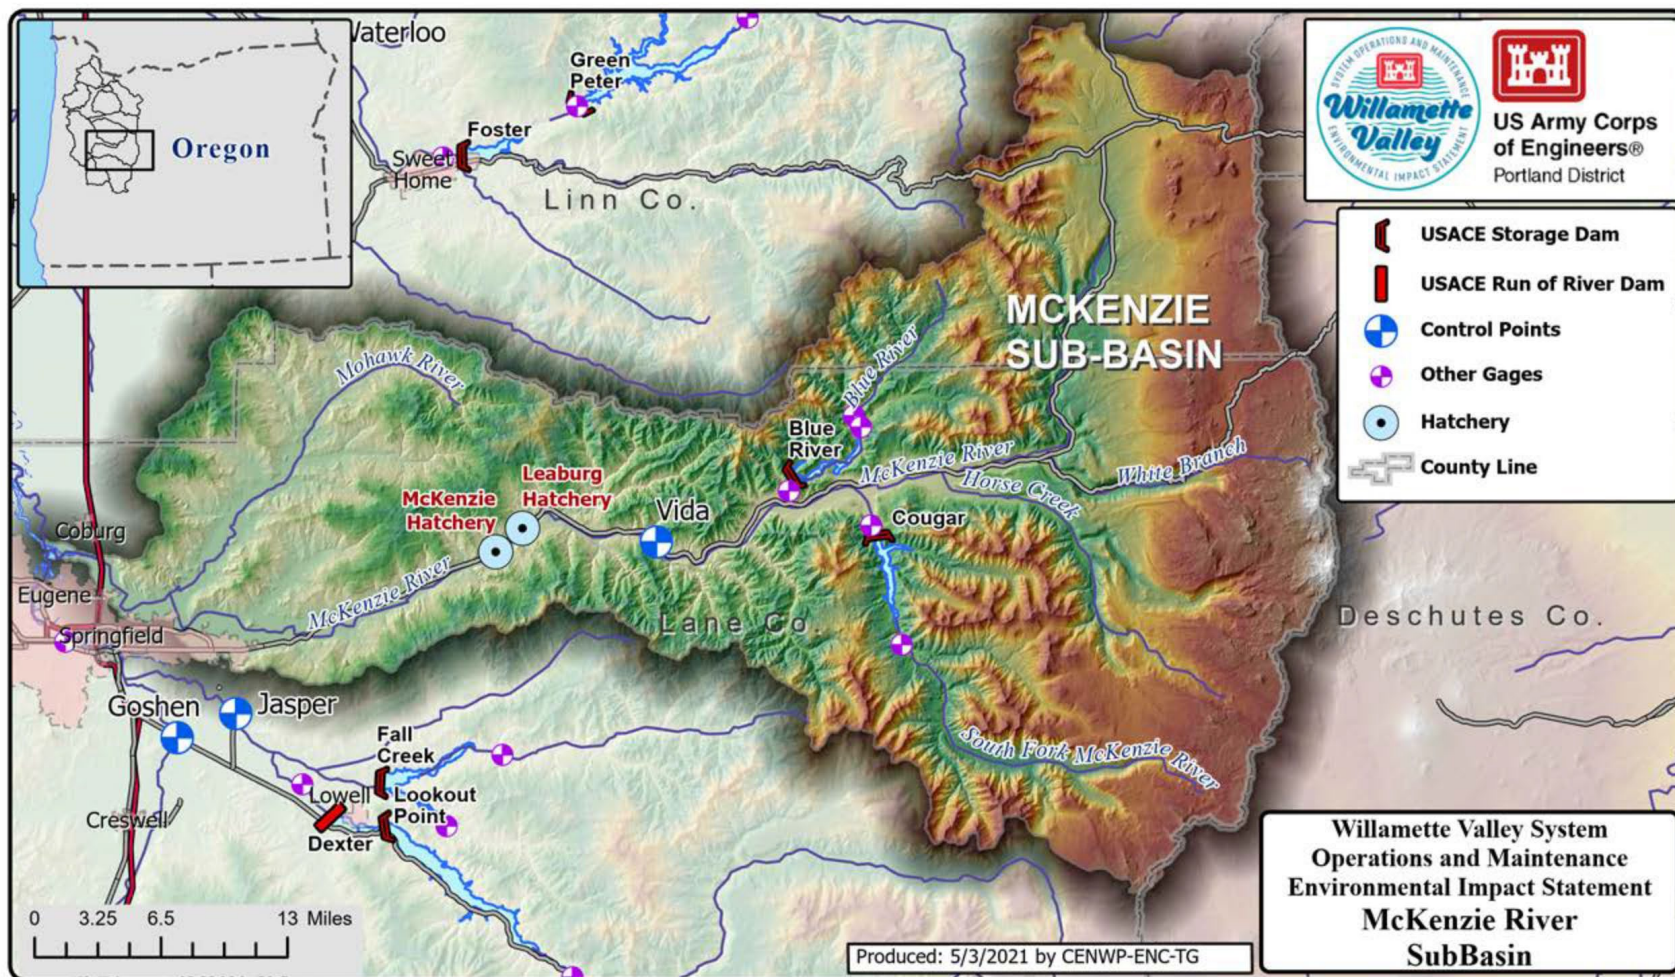 Oregon
Waterloo
Green
Peter
Foster
Sweet
Home
Linn Co.
SYSTEM OPERATIONS AND MAINTENANCE
Willamette
Valley
ENVIRONMENTAL IMPACT STATEMENT
US Army Corps
of Engineers®
Portland District
USACE Storage Dam
USACE Run of River Dam
Control Points
Other Gages
Hatchery
County Line
MCKENZIE
SUB-BASIN
Mohawk River
Blue River
Blue
River
McKenzie River
Horse Creek
White Branch
Leaburg
Hatchery
McKenzie
Hatchery
Vida
Cougar
Coburg
Eugene
McKenzie River
Springfield
Lane Co.
Deschutes Co.
Goshen
Jasper
South Fork McKenzie River
Fall
Creek
Lowell
Lookout
Point
Creswell
Dexter
0 3.25 6.5 13 Miles
Produced: 5/3/2021 by CENWP-ENC-TG
Willamette Valley System
Operations and Maintenance
Environmental Impact Statement
McKenzie River
SubBasin